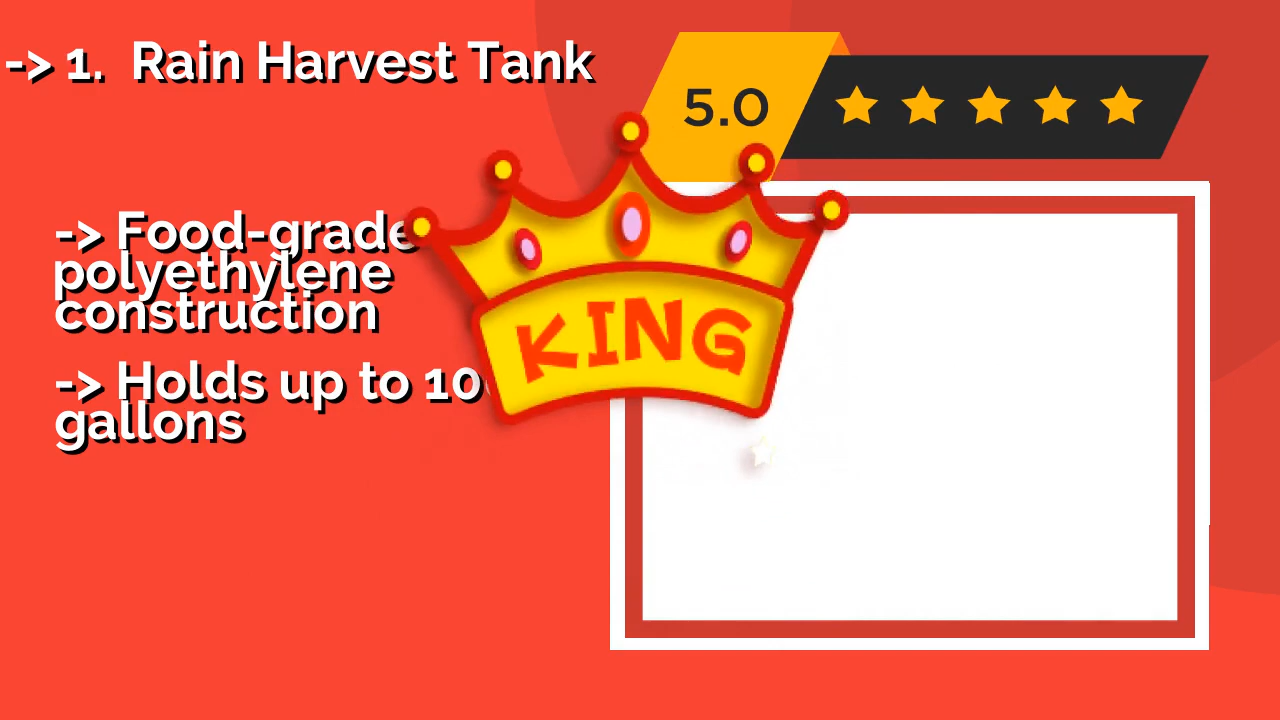 -> 1. Rain Harvest Tank
5.0
-> Food-grade
polyethylene
construction
KING
-> Holds up to
gallons